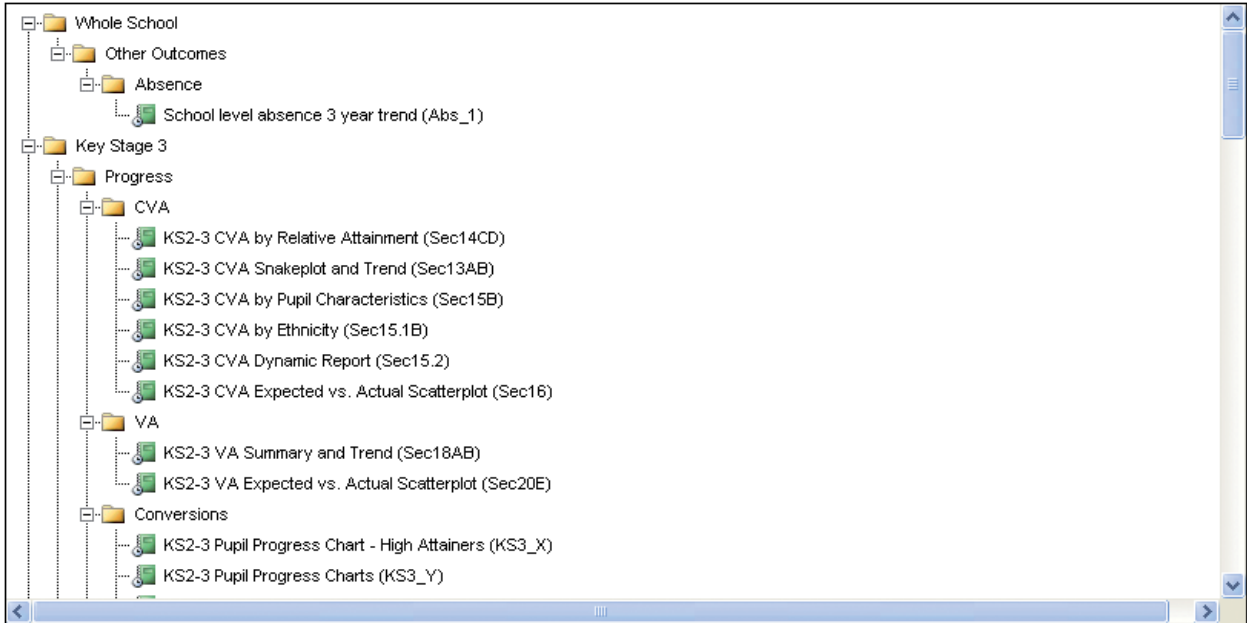 Whole School
Other Outcomes
Absence
School level absence 3 year trend (Abs_1)
Key Stage 3
Progress
CVA
KS2-3 CVA by Relative Attainment (Sec14CD)
KS2-3 CVA Snakeplot and Trend (Sec13AB)
KS2-3 CVA by Pupil Characteristics (Sec15B)
KS2-3 CVA by Ethnicity (Sec15.1B)
KS2-3 CVA Dynamic Report (Sec15.2)
KS2-3 CVA Expected vs. Actual Scatterplot (Sec16)
VA
KS2-3 VA Summary and Trend (Sec18AB)
KS2-3 VA Expected vs. Actual Scatterplot (Sec20E)
Conversions
KS2-3 Pupil Progress Chart - High Attainers (KS3_X)
KS2-3 Pupil Progress Charts (KS3_Y)